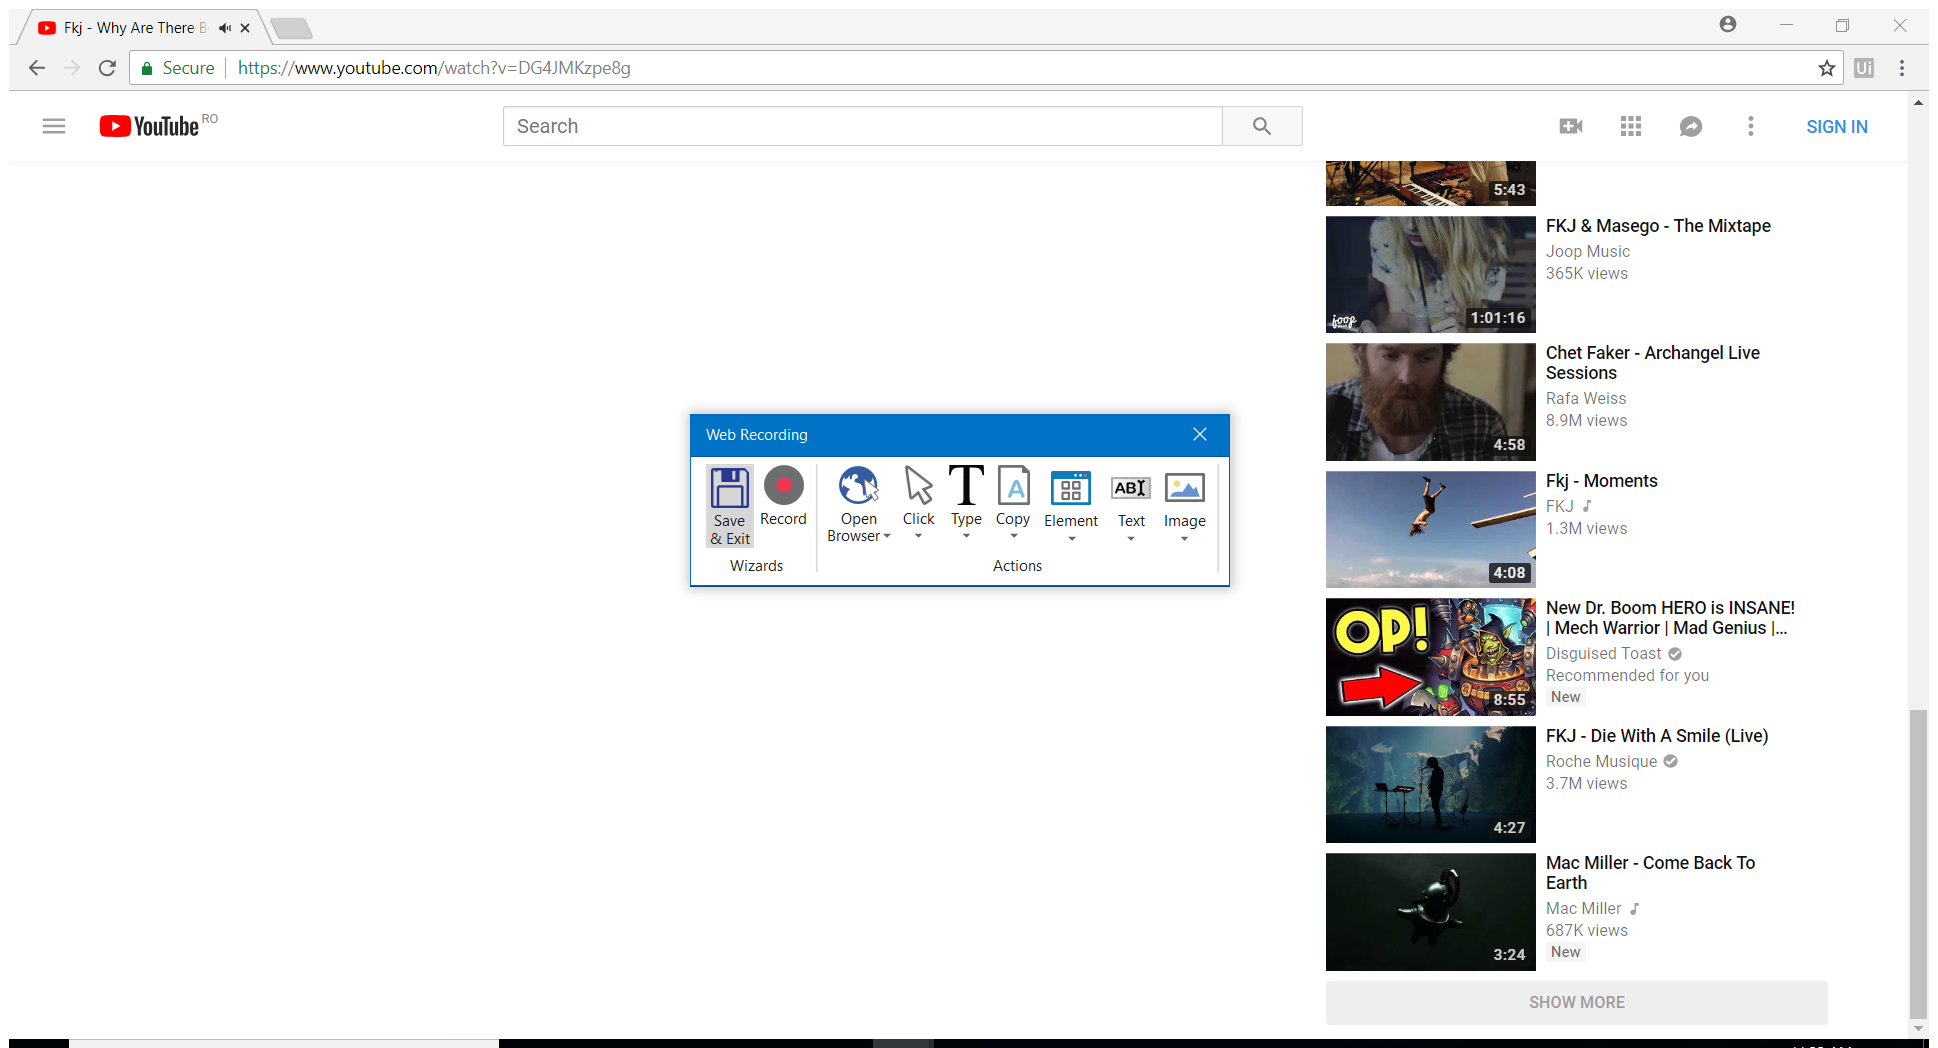 Fkj - Why Are There B
Secure
https://www.youtube.com/watch?v=DG4JMKzpe8g
Ui
YouTube RO
Search
SIGN IN
5:43
FKJ & Masego - The Mixtape
Joop Music
365K views
joop
1:01:16
Chet Faker - Archangel Live
Sessions
Rafa Weiss
8.9M views
4:58
Web Recording
Save
& Exit
Record
Wizards
Open
Browser
Click
T
Type
A
Copy
Element
ABI
Text
Image
Actions
Fkj - Moments
FKJ
1.3M views
4:08
OP!
8:55
New Dr. Boom HERO is INSANE!
| Mech Warrior | Mad Genius |...
Disguised Toast
Recommended for you
New
FKJ - Die With A Smile (Live)
Roche Musique
3.7M views
4:27
Mac Miller - Come Back To
Earth
Mac Miller
687K views
New
3:24
SHOW MORE